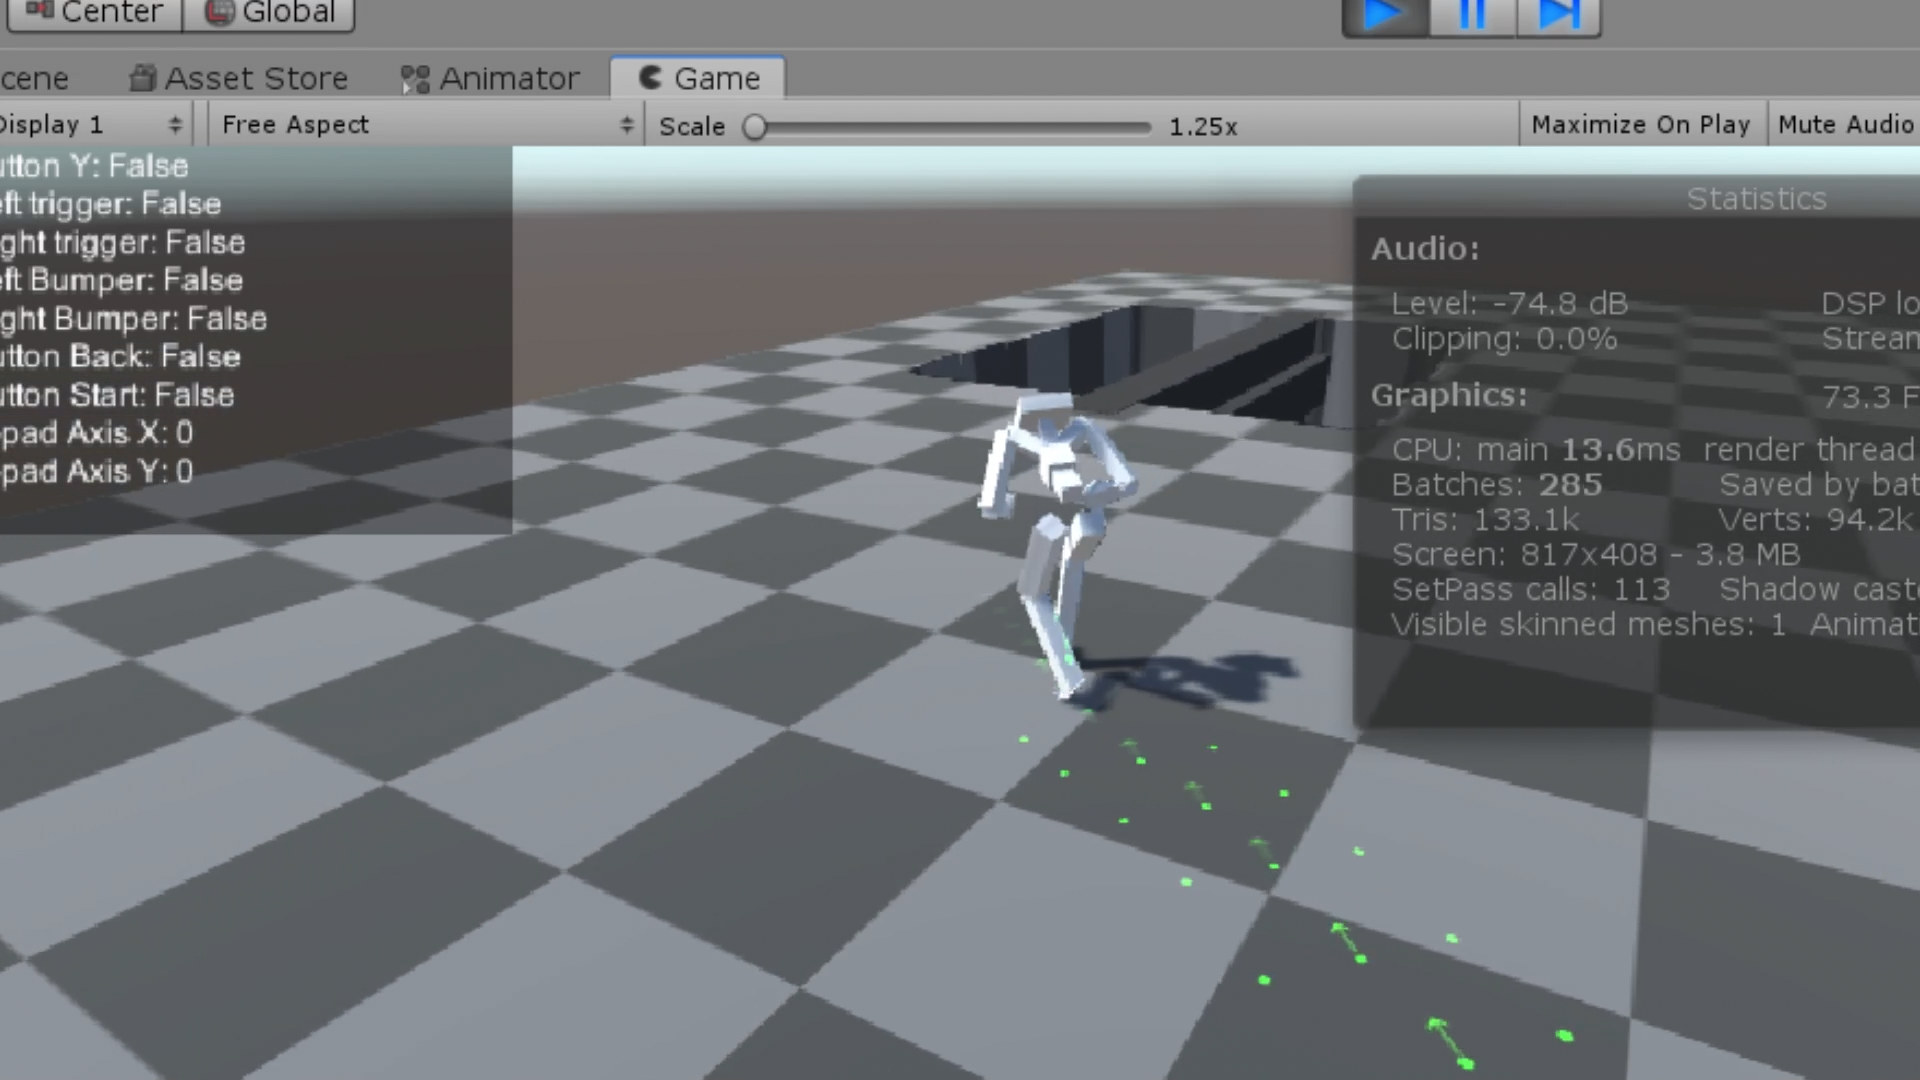 Center Global
cene Asset Store Animator Game
Display 1 Free Aspect Scale 1.25x Maximize On Play Mute Audio
utton Y: False
eft trigger: False
ght trigger: False
eft Bumper: False
ght Bumper: False
utton Back: False
utton Start: False
pad Axis X: 0
pad Axis Y: 0
Statistics
Audio:
Level: -74.8 dB DSP lo
Clipping: 0.0% Stream
Graphics: 73.3 F
CPU: main 13.6ms render thread
Batches: 285 Saved by bat
Tris: 133.1k Verts: 94.2k
Screen: 817x408 - 3.8 MB
SetPass calls: 113 Shadow caste
Visible skinned meshes: 1 Animat